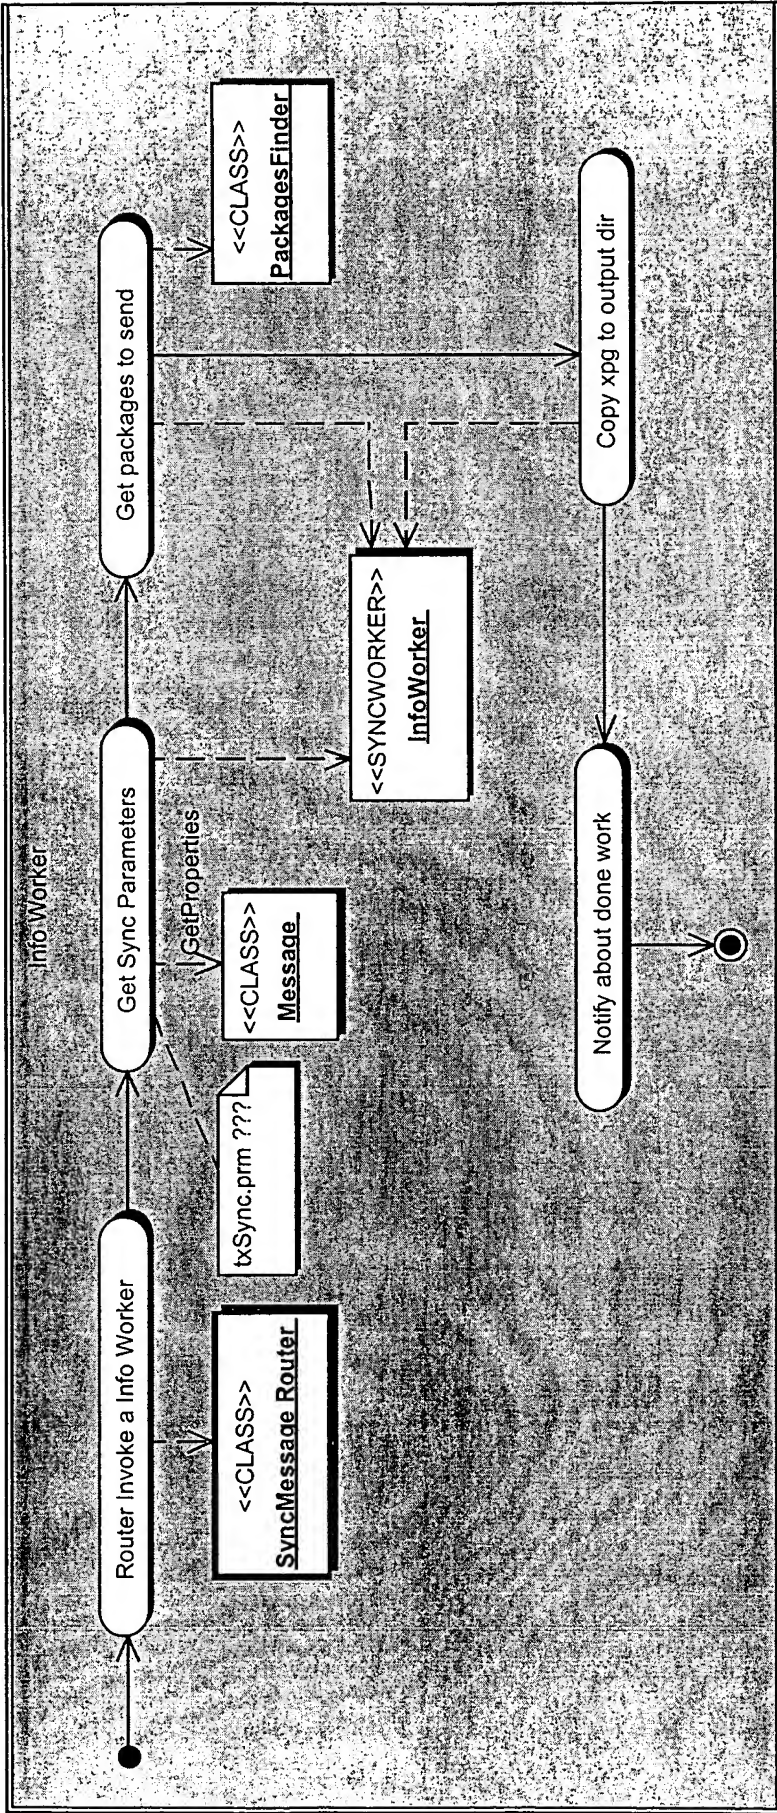 Info Worker
Router Invoke a Info Worker
Get Sync Parameters
Get packages to send
GetProperties
<<CLASS>>
SyncMessage Router
txSync.prm ???
<<CLASS>>
Message
<<CLASS>>
PackagesFinder
<<SYNCWORKER>>
InfoWorker
Notify about done work
Copy xpg to output dir